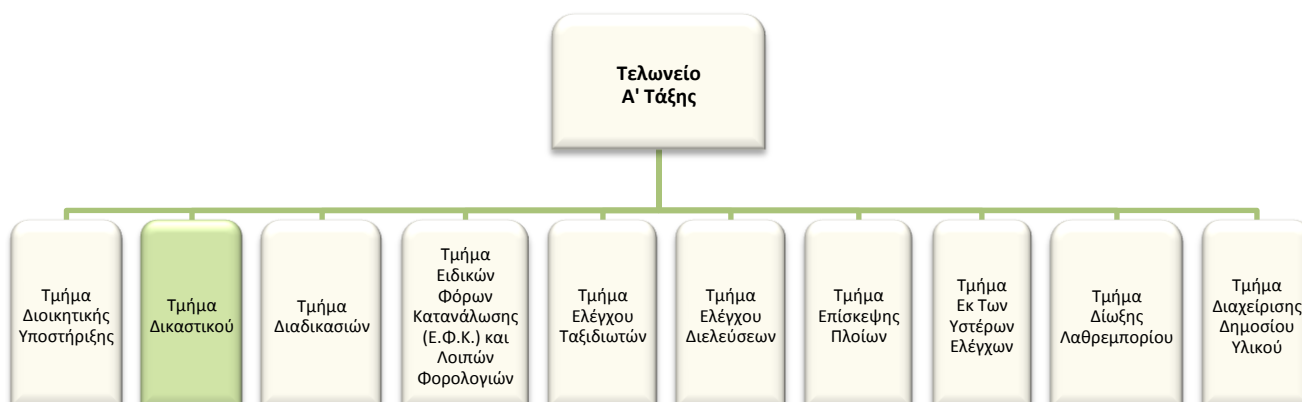 Τελωνείο
Α' Τάξης
Τμήμα
Διοικητικής
Υποστήριξης
Τμήμα
Δικαστικού
Τμήμα
Διαδικασιών
Τμήμα
Ειδικών
Φόρων
Κατανάλωσης
(Ε.Φ.Κ.) και
Λοιπών
Φορολογιών
Τμήμα
Ελέγχου
Ταξιδιωτών
Τμήμα
Ελέγχου
Διελεύσεων
Τμήμα
Επίσκεψης
Πλοίων
Τμήμα
Εκ Των
Υστέρων
Ελέγχων
Τμήμα
Δίωξης
Λαθρεμπορίου
Τμήμα
Διαχείρισης
Δημοσίου
Υλικού